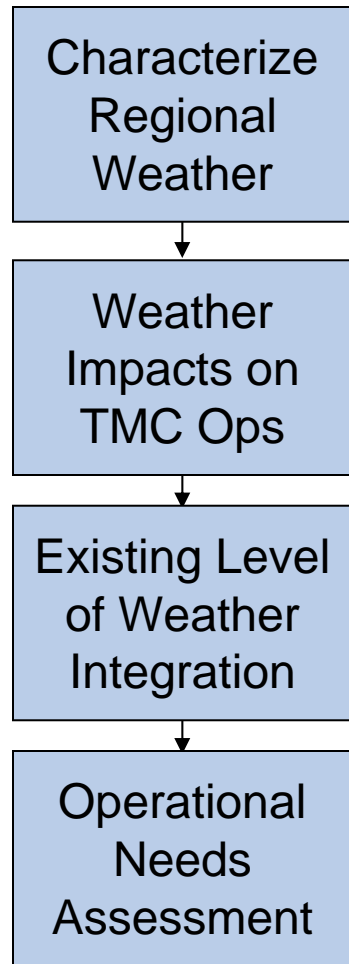 Characterize
Regional
Weather
Weather
Impacts on
TMC Ops
Existing Level
of Weather
Integration
Operational
Needs
Assessment